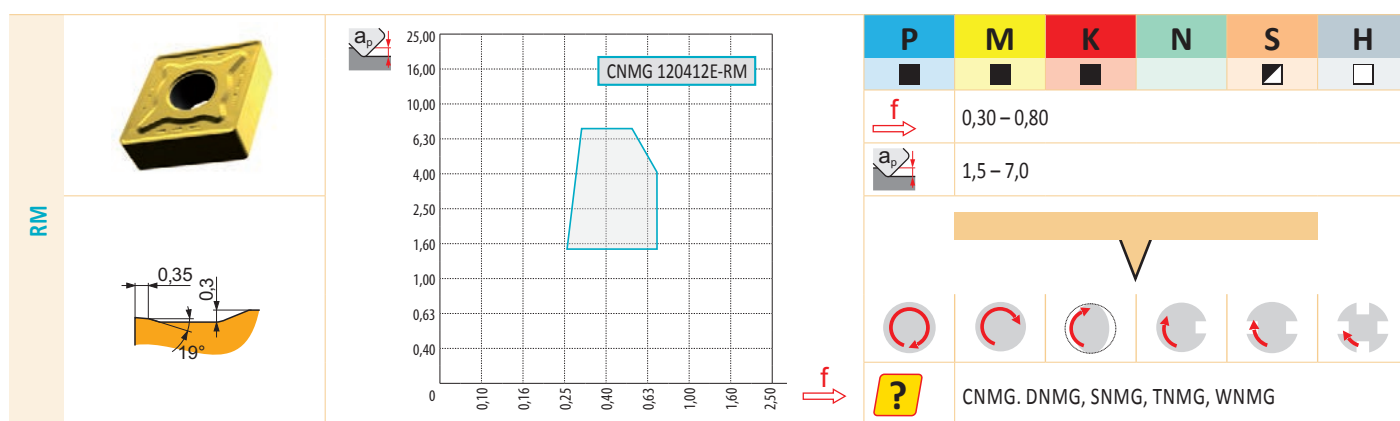 RM
0,35
0,3
19°
aₚ
25,00
16,00
10,00
6,30
4,00
2,50
1,60
1,00
0,63
0,40
0
CNMG 120412E-RM
0,10
0,16
0,25
0,40
0,63
1,00
1,60
2,50
f
P M K N S H
f
0,30 – 0,80
aₚ
1,5 – 7,0
?
CNMG. DNMG, SNMG, TNMG, WNMG